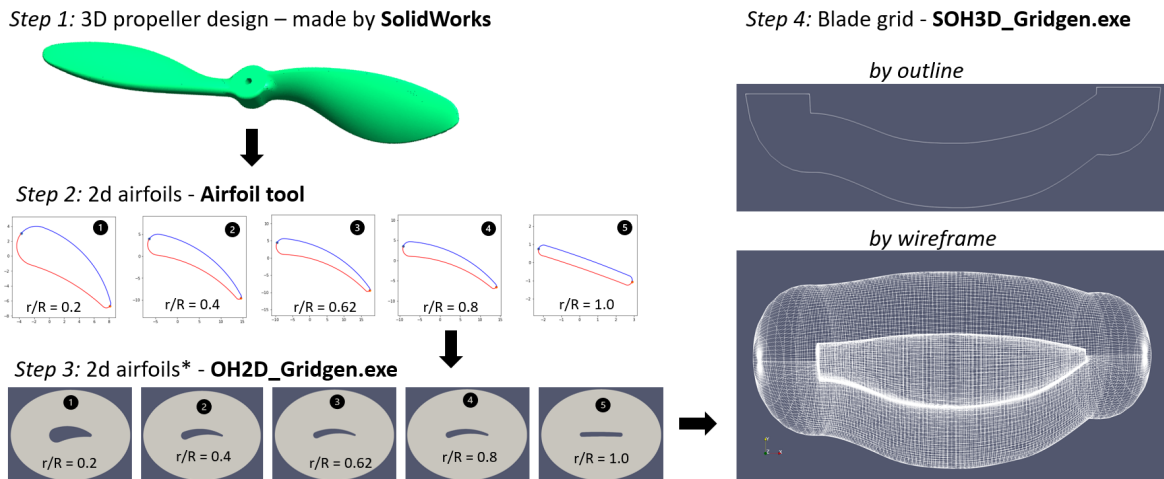 Step 1: 3D propeller design – made by SolidWorks
Step 2: 2d airfoils - Airfoil tool
1
r/R = 0.2
2
r/R = 0.4
3
r/R = 0.62
4
r/R = 0.8
5
r/R = 1.0
Step 3: 2d airfoils* - OH2D_Gridgen.exe
1
r/R = 0.2
2
r/R = 0.4
3
r/R = 0.62
4
r/R = 0.8
5
r/R = 1.0
Step 4: Blade grid - SOH3D_Gridgen.exe
by outline
by wireframe